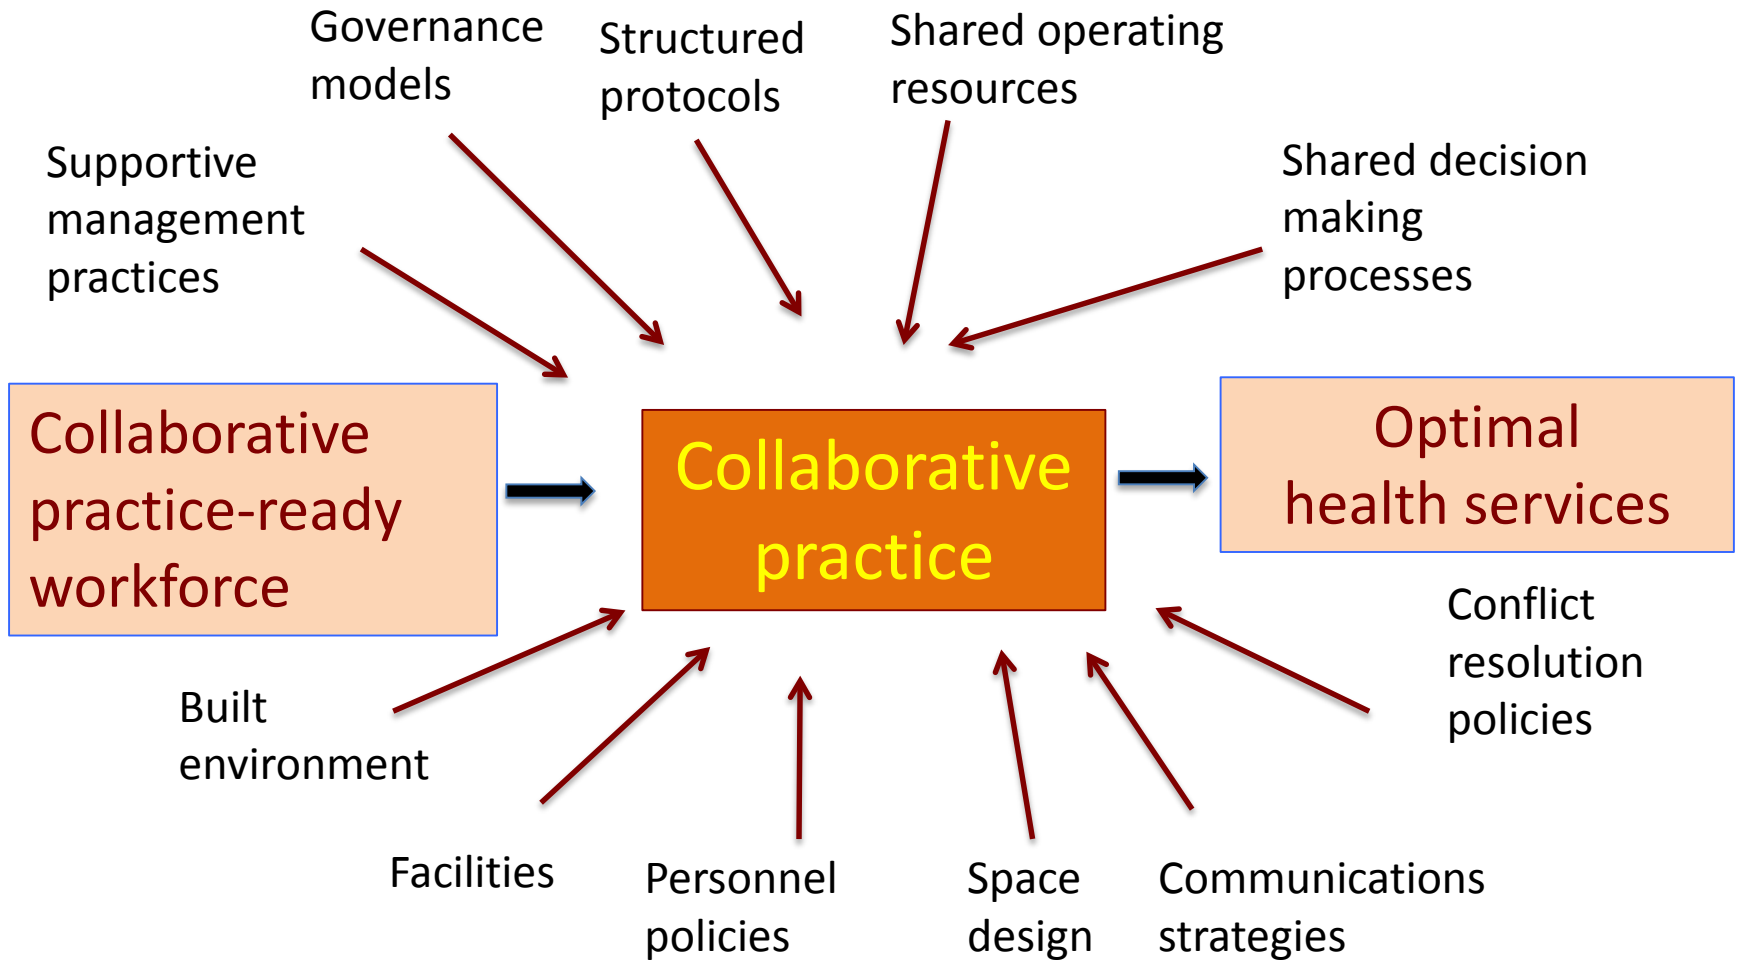 Governance
models
Structured
protocols
Shared operating
resources
Supportive
management
practices
Shared decision
making
processes
Collaborative
practice-ready
workforce
Collaborative
practice
Optimal
health services
Conflict
resolution
policies
Built
environment
Facilities
Personnel
policies
Space
design
Communications
strategies